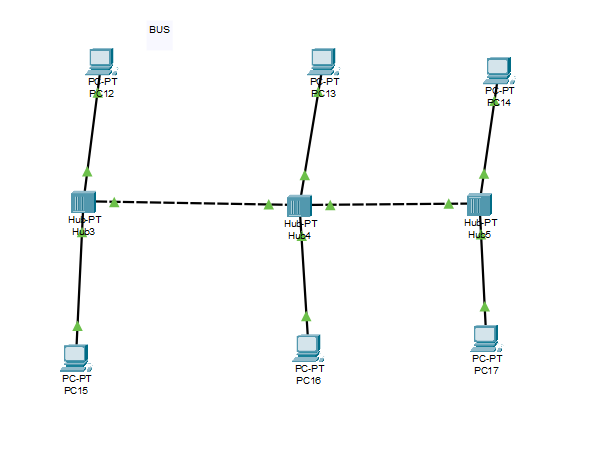 BUS
PC-PT
PC12
PC-PT
PC13
PC-PT
PC14
Hub-PT
Hub3
Hub-PT
Hub4
Hub-PT
Hub5
PC-PT
PC15
PC-PT
PC16
PC-PT
PC17